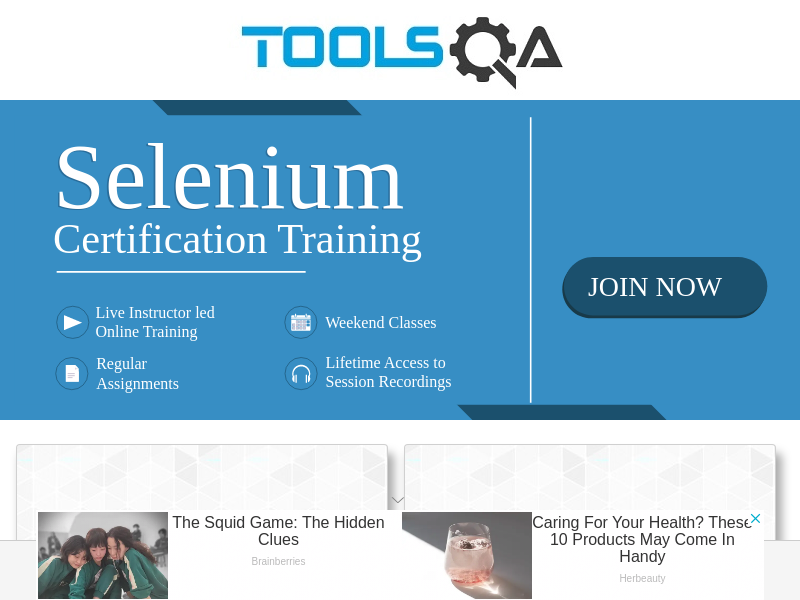 TOOLSQA
Selenium
Certification Training
JOIN NOW
Live Instructor led
Online Training
Weekend Classes
Regular
Assignments
Lifetime Access to
Session Recordings
The Squid Game: The Hidden
Clues
Brainberries
Caring For Your Health? These
10 Products May Come In
Handy
Herbeauty